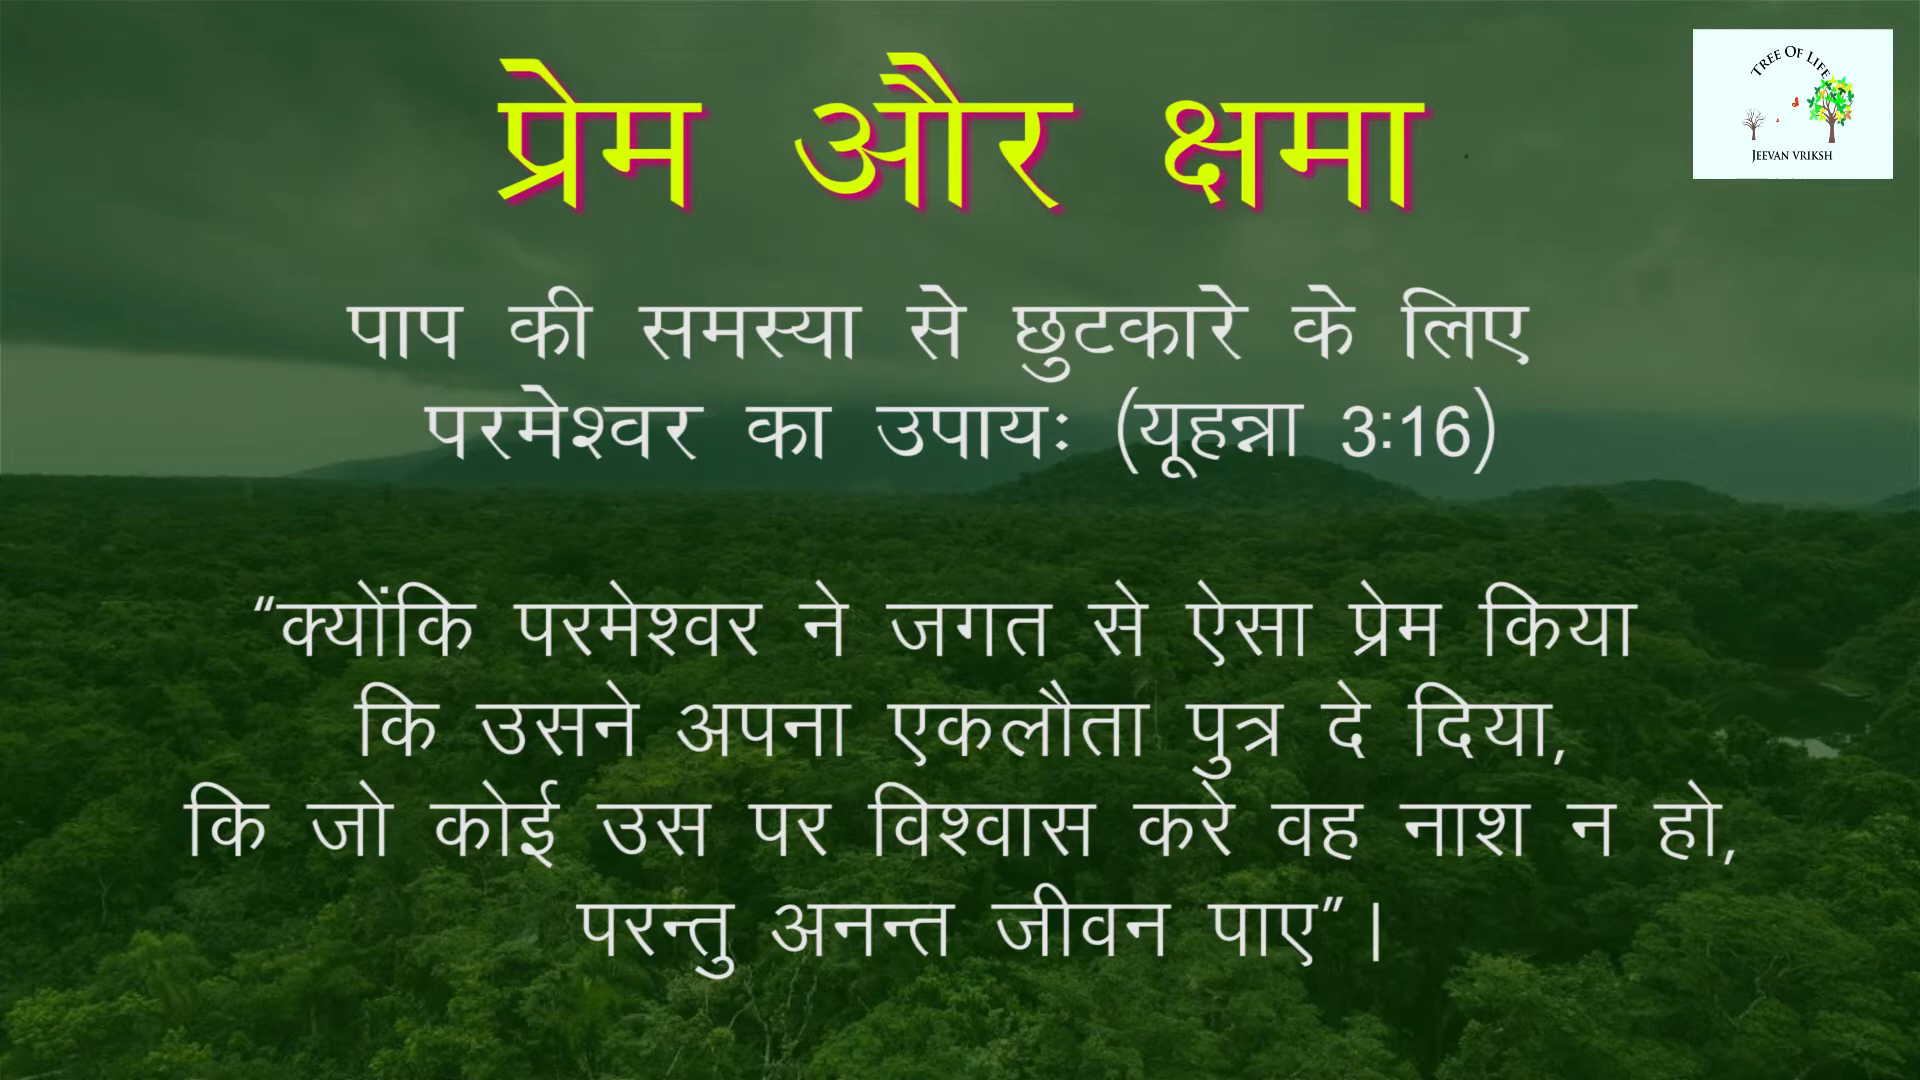 प्रेम और क्षमा
TREE OF LIFE
JEEVAN VRIKSH
पाप की समस्या से छुटकारे के लिए
परमेश्वर का उपायः (यूहन्ना 3:16)
“क्योंकि परमेश्वर ने जगत से ऐसा प्रेम किया
कि उसने अपना एकलौता पुत्र दे दिया,
कि जो कोई उस पर विश्वास करे वह नाश न हो,
परन्तु अनन्त जीवन पाए”।